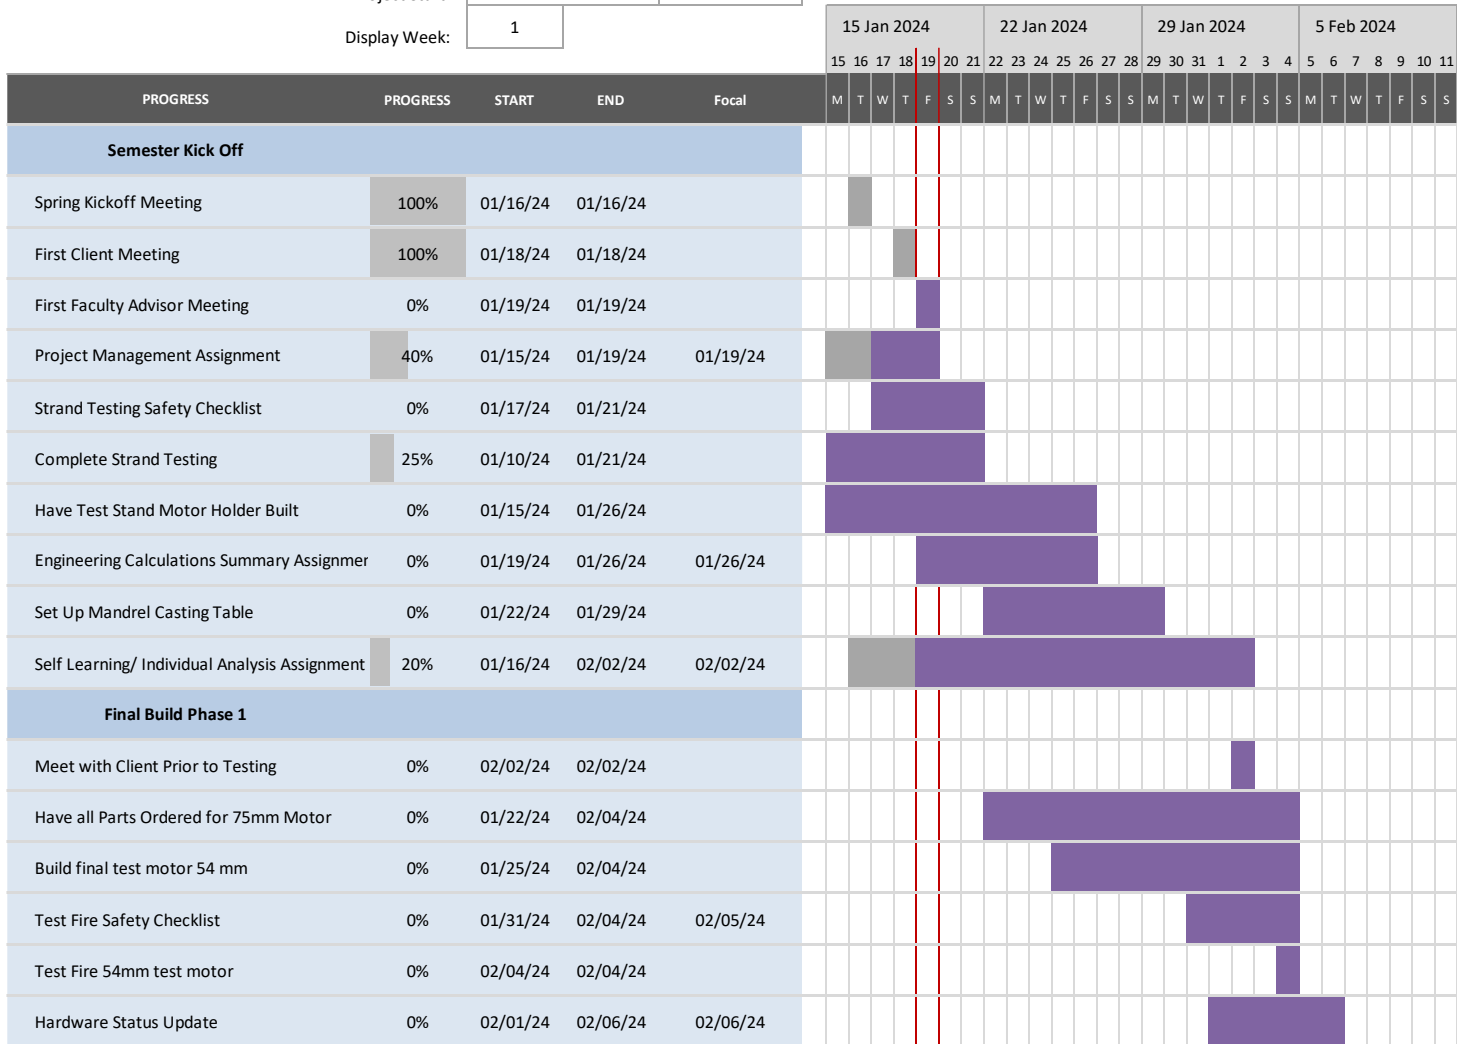 Display Week: 1
15 Jan 2024 22 Jan 2024 29 Jan 2024 5 Feb 2024
15 16 17 18 19 20 21 22 23 24 25 26 27 28 29 30 31 1 2 3 4 5 6 7 8 9 10 11
PROGRESS PROGRESS START END Focal M T W T F S S M T W T F S S M T W T F S S M T W T F S S
Semester Kick Off
Spring Kickoff Meeting 100% 01/16/24 01/16/24
First Client Meeting 100% 01/18/24 01/18/24
First Faculty Advisor Meeting 0% 01/19/24 01/19/24
Project Management Assignment 40% 01/15/24 01/19/24 01/19/24
Strand Testing Safety Checklist 0% 01/17/24 01/21/24
Complete Strand Testing 25% 01/10/24 01/21/24
Have Test Stand Motor Holder Built 0% 01/15/24 01/26/24
Engineering Calculations Summary Assignmer 0% 01/19/24 01/26/24 01/26/24
Set Up Mandrel Casting Table 0% 01/22/24 01/29/24
Self Learning/ Individual Analysis Assignment 20% 01/16/24 02/02/24 02/02/24
Final Build Phase 1
Meet with Client Prior to Testing 0% 02/02/24 02/02/24
Have all Parts Ordered for 75mm Motor 0% 01/22/24 02/04/24
Build final test motor 54 mm 0% 01/25/24 02/04/24
Test Fire Safety Checklist 0% 01/31/24 02/04/24 02/05/24
Test Fire 54mm test motor 0% 02/04/24 02/04/24
Hardware Status Update 0% 02/01/24 02/06/24 02/06/24